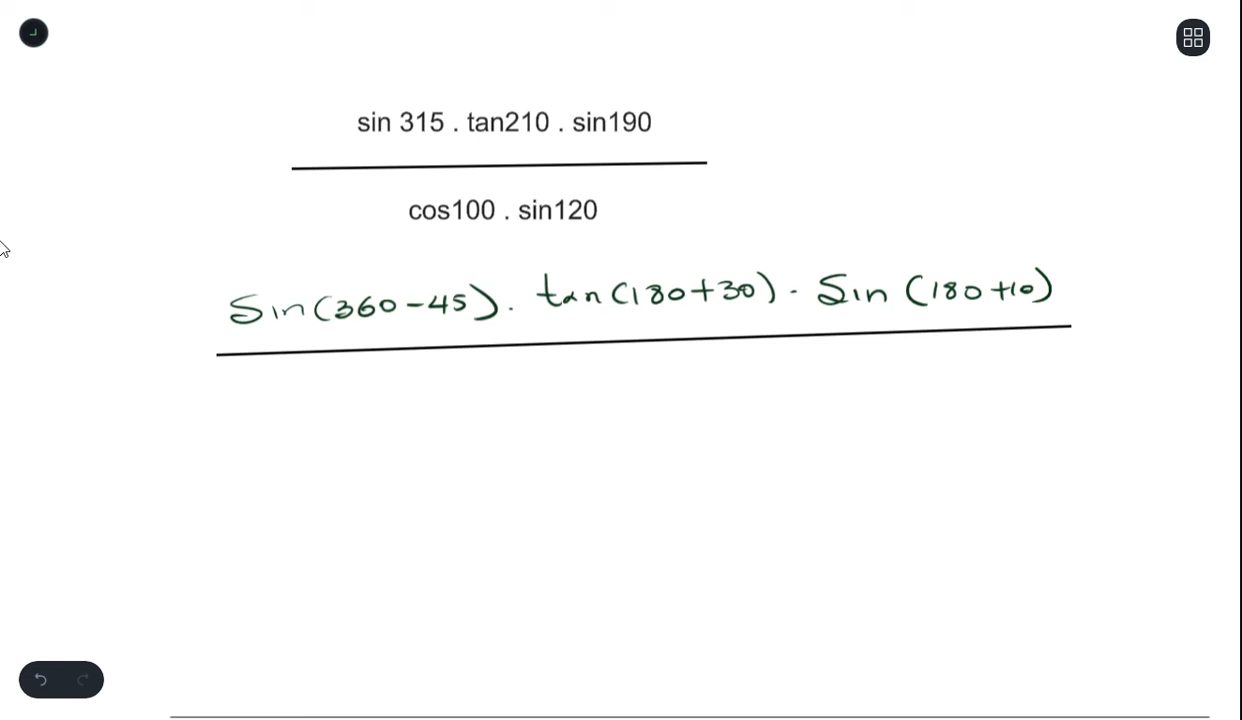 sin 315 . tan210 . sin190
cos100 . sin120
Sin(360-45). tan(180+30). Sin(180+10)